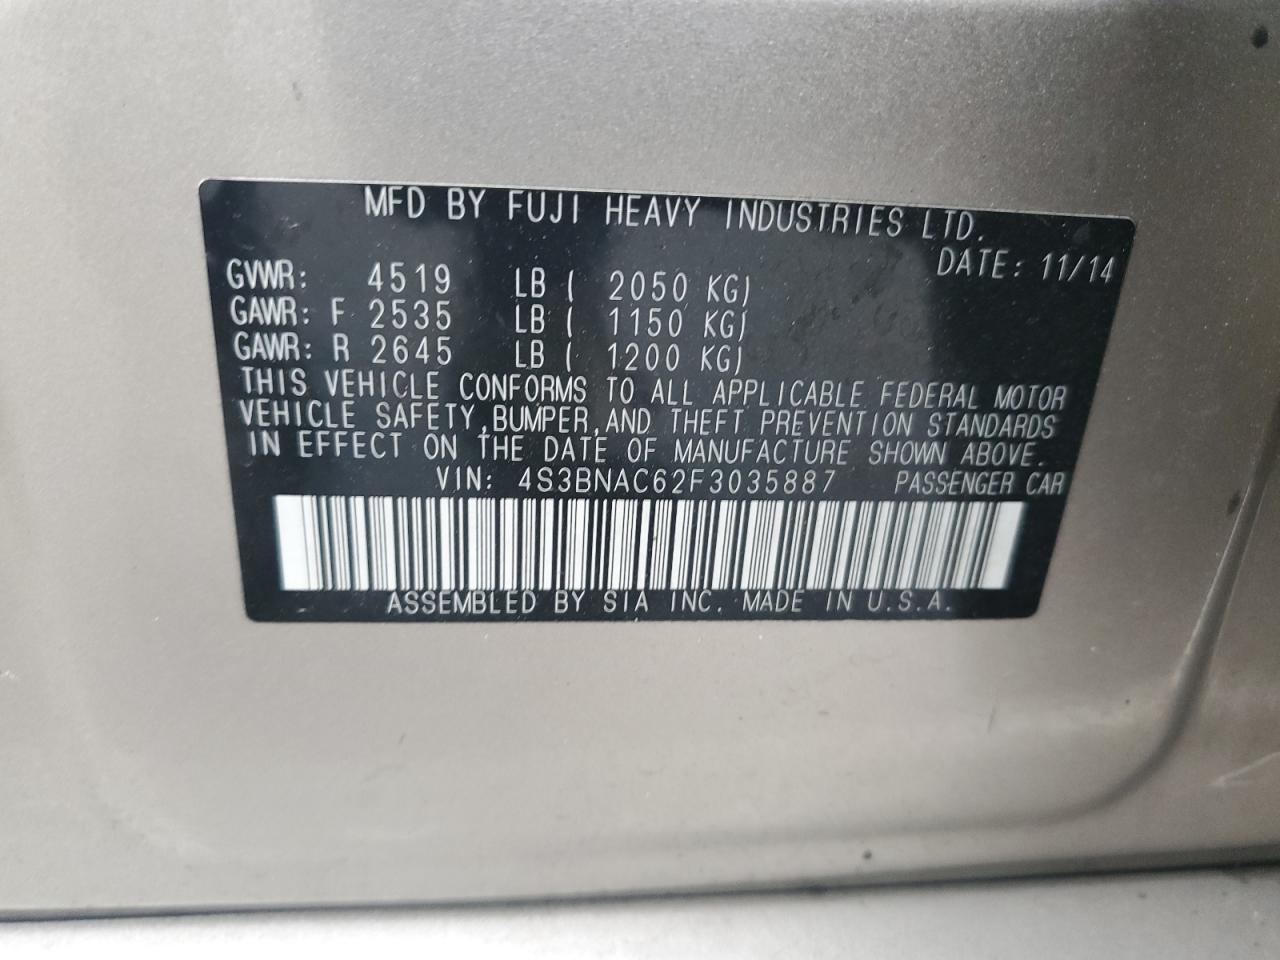 MFD BY FUJI HEAVY INDUSTRIES LTD.
DATE: 11/14
GVWR: 4519 LB ( 2050 KG)
GAWR: F 2535 LB ( 1150 KG)
GAWR: R 2645 LB ( 1200 KG)
THIS VEHICLE CONFORMS TO ALL APPLICABLE FEDERAL MOTOR
VEHICLE SAFETY,BUMPER,AND THEFT PREVENTION STANDARDS
IN EFFECT ON THE DATE OF MANUFACTURE SHOWN ABOVE.
VIN: 4S3BNAC62F3035887 PASSENGER CAR
ASSEMBLED BY SIA INC. MADE IN U.S.A.